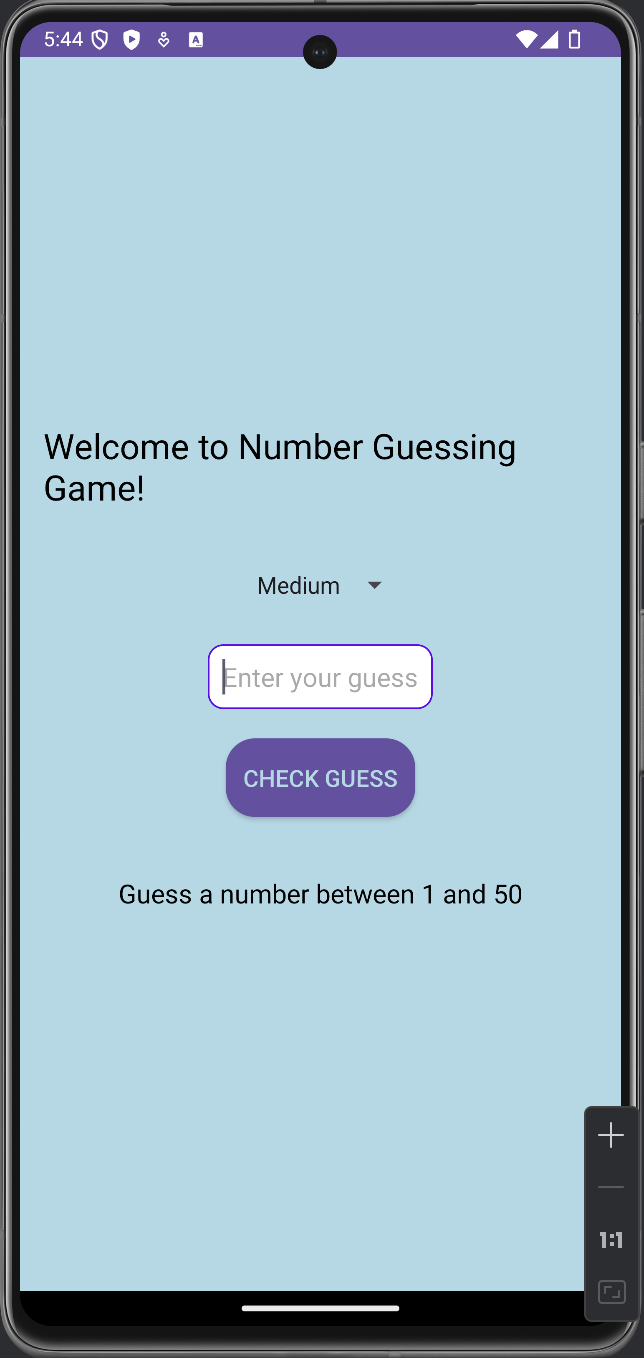 5:44
Welcome to Number Guessing
Game!
Medium
Enter your guess
CHECK GUESS
Guess a number between 1 and 50
1:1